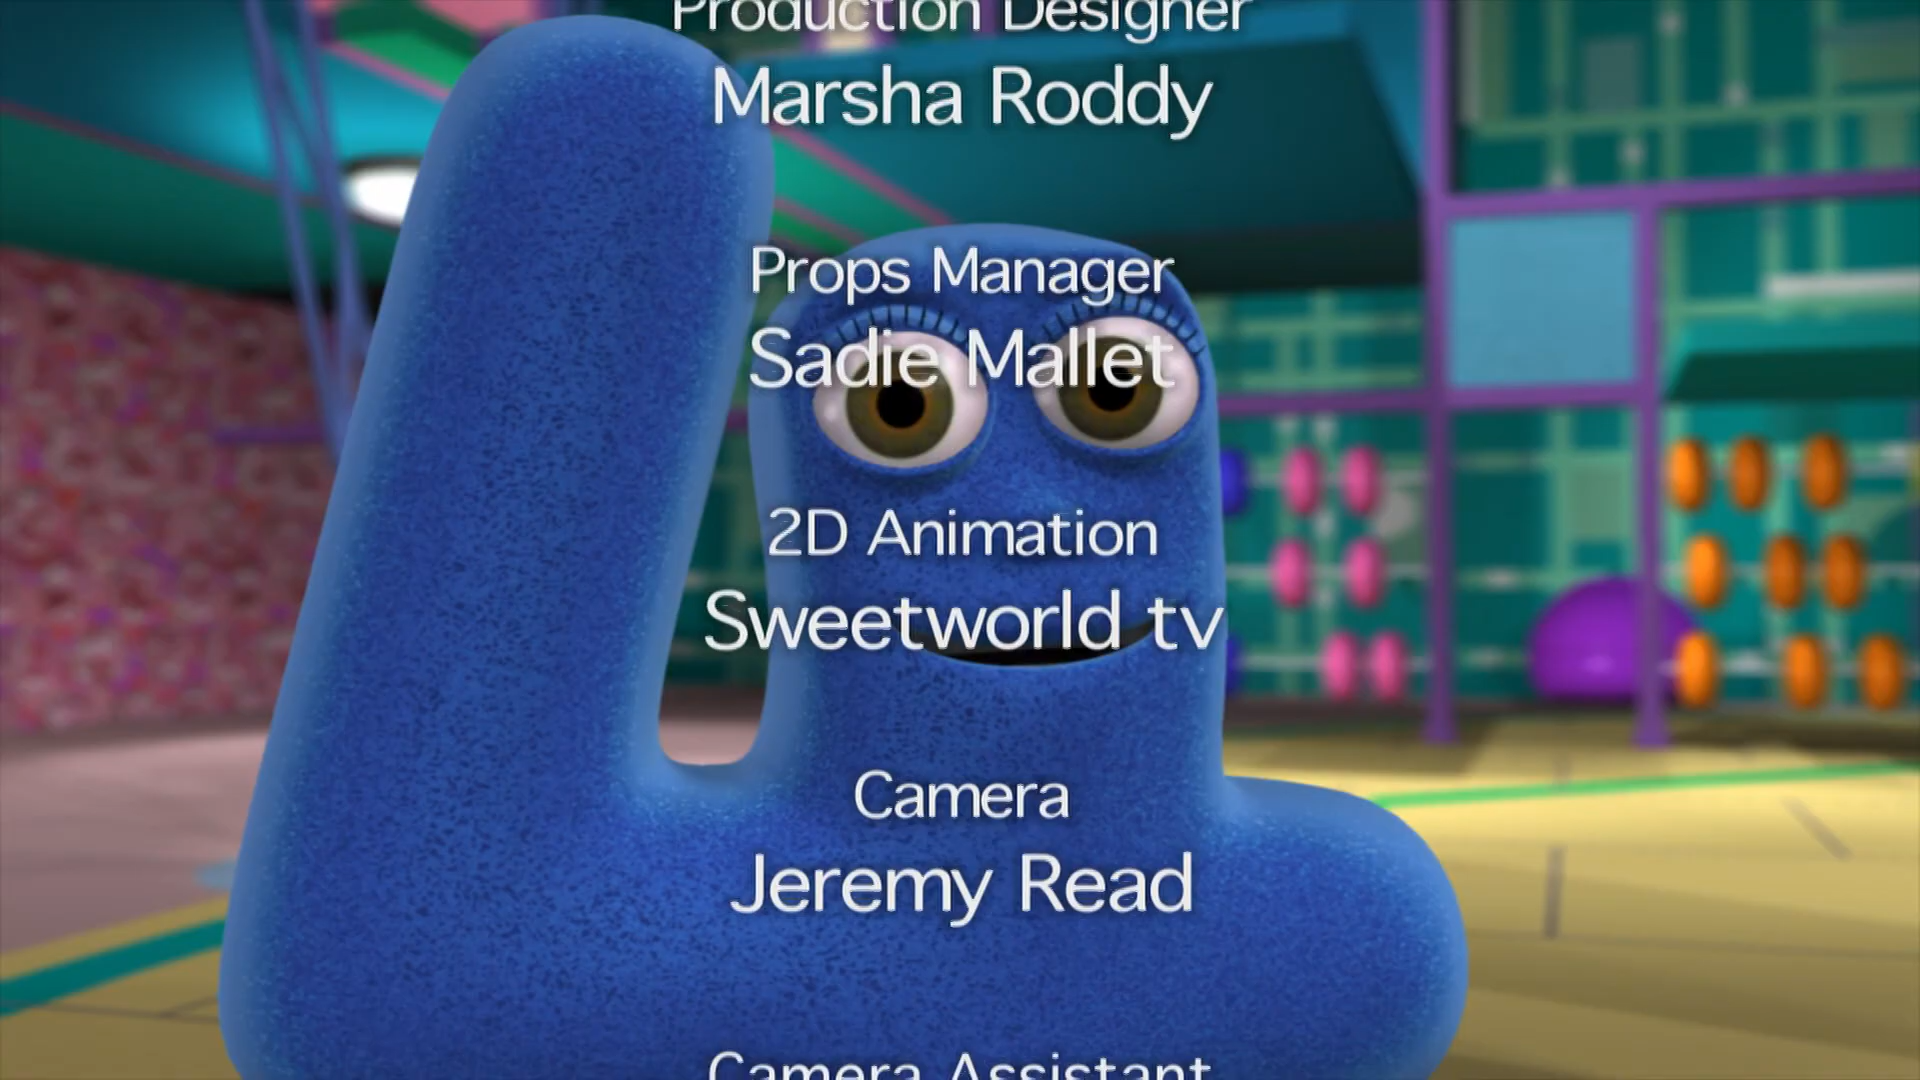 Production Designer
Marsha Roddy
Props Manager
Sadie Mallet
2D Animation
Sweetworld tv
Camera
Jeremy Read
Camera Assistant